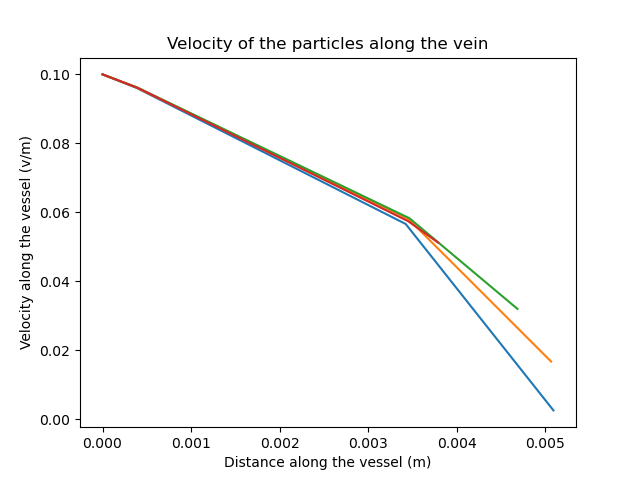 Velocity of the particles along the vein
0.10
0.08
0.06
0.04
0.02
0.00
Velocity along the vessel (v/m)
0.000 0.001 0.002 0.003 0.004 0.005
Distance along the vessel (m)